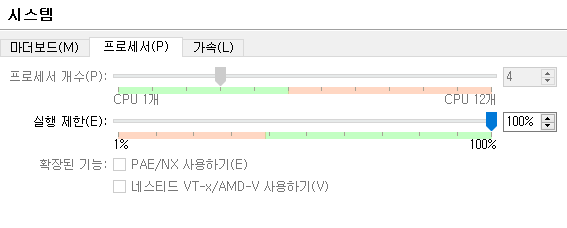 시스템
마더보드(M) 프로세서(P) 가속(L)
프로세서 개수(P): 4
CPU 1개 CPU 12개
실행 제한(E): 100%
1% 100%
확장된 기능: PAE/NX 사용하기(E)
네스티드 VT-x/AMD-V 사용하기(V)